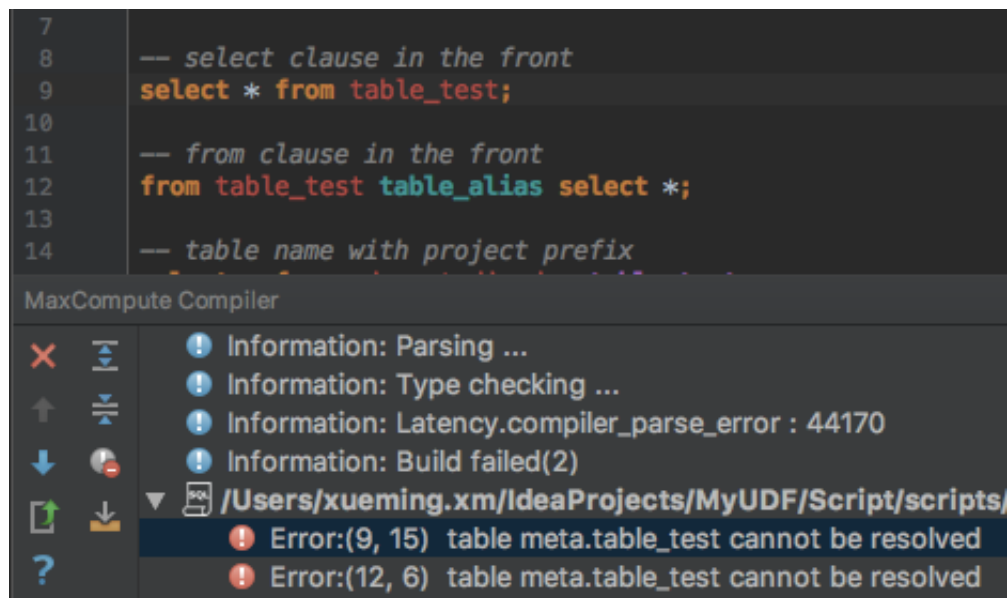 7
8 -- select clause in the front
9 select * from table_test;
10
11 -- from clause in the front
12 from table_test table_alias select *;
13
14 -- table name with project prefix
MaxCompute Compiler
Information: Parsing ...
Information: Type checking ...
Information: Latency.compiler_parse_error : 44170
Information: Build failed(2)
SQL /Users/xueming.xm/IdeaProjects/MyUDF/Script/scripts/
Error:(9, 15) table meta.table_test cannot be resolved
Error:(12, 6) table meta.table_test cannot be resolved
?